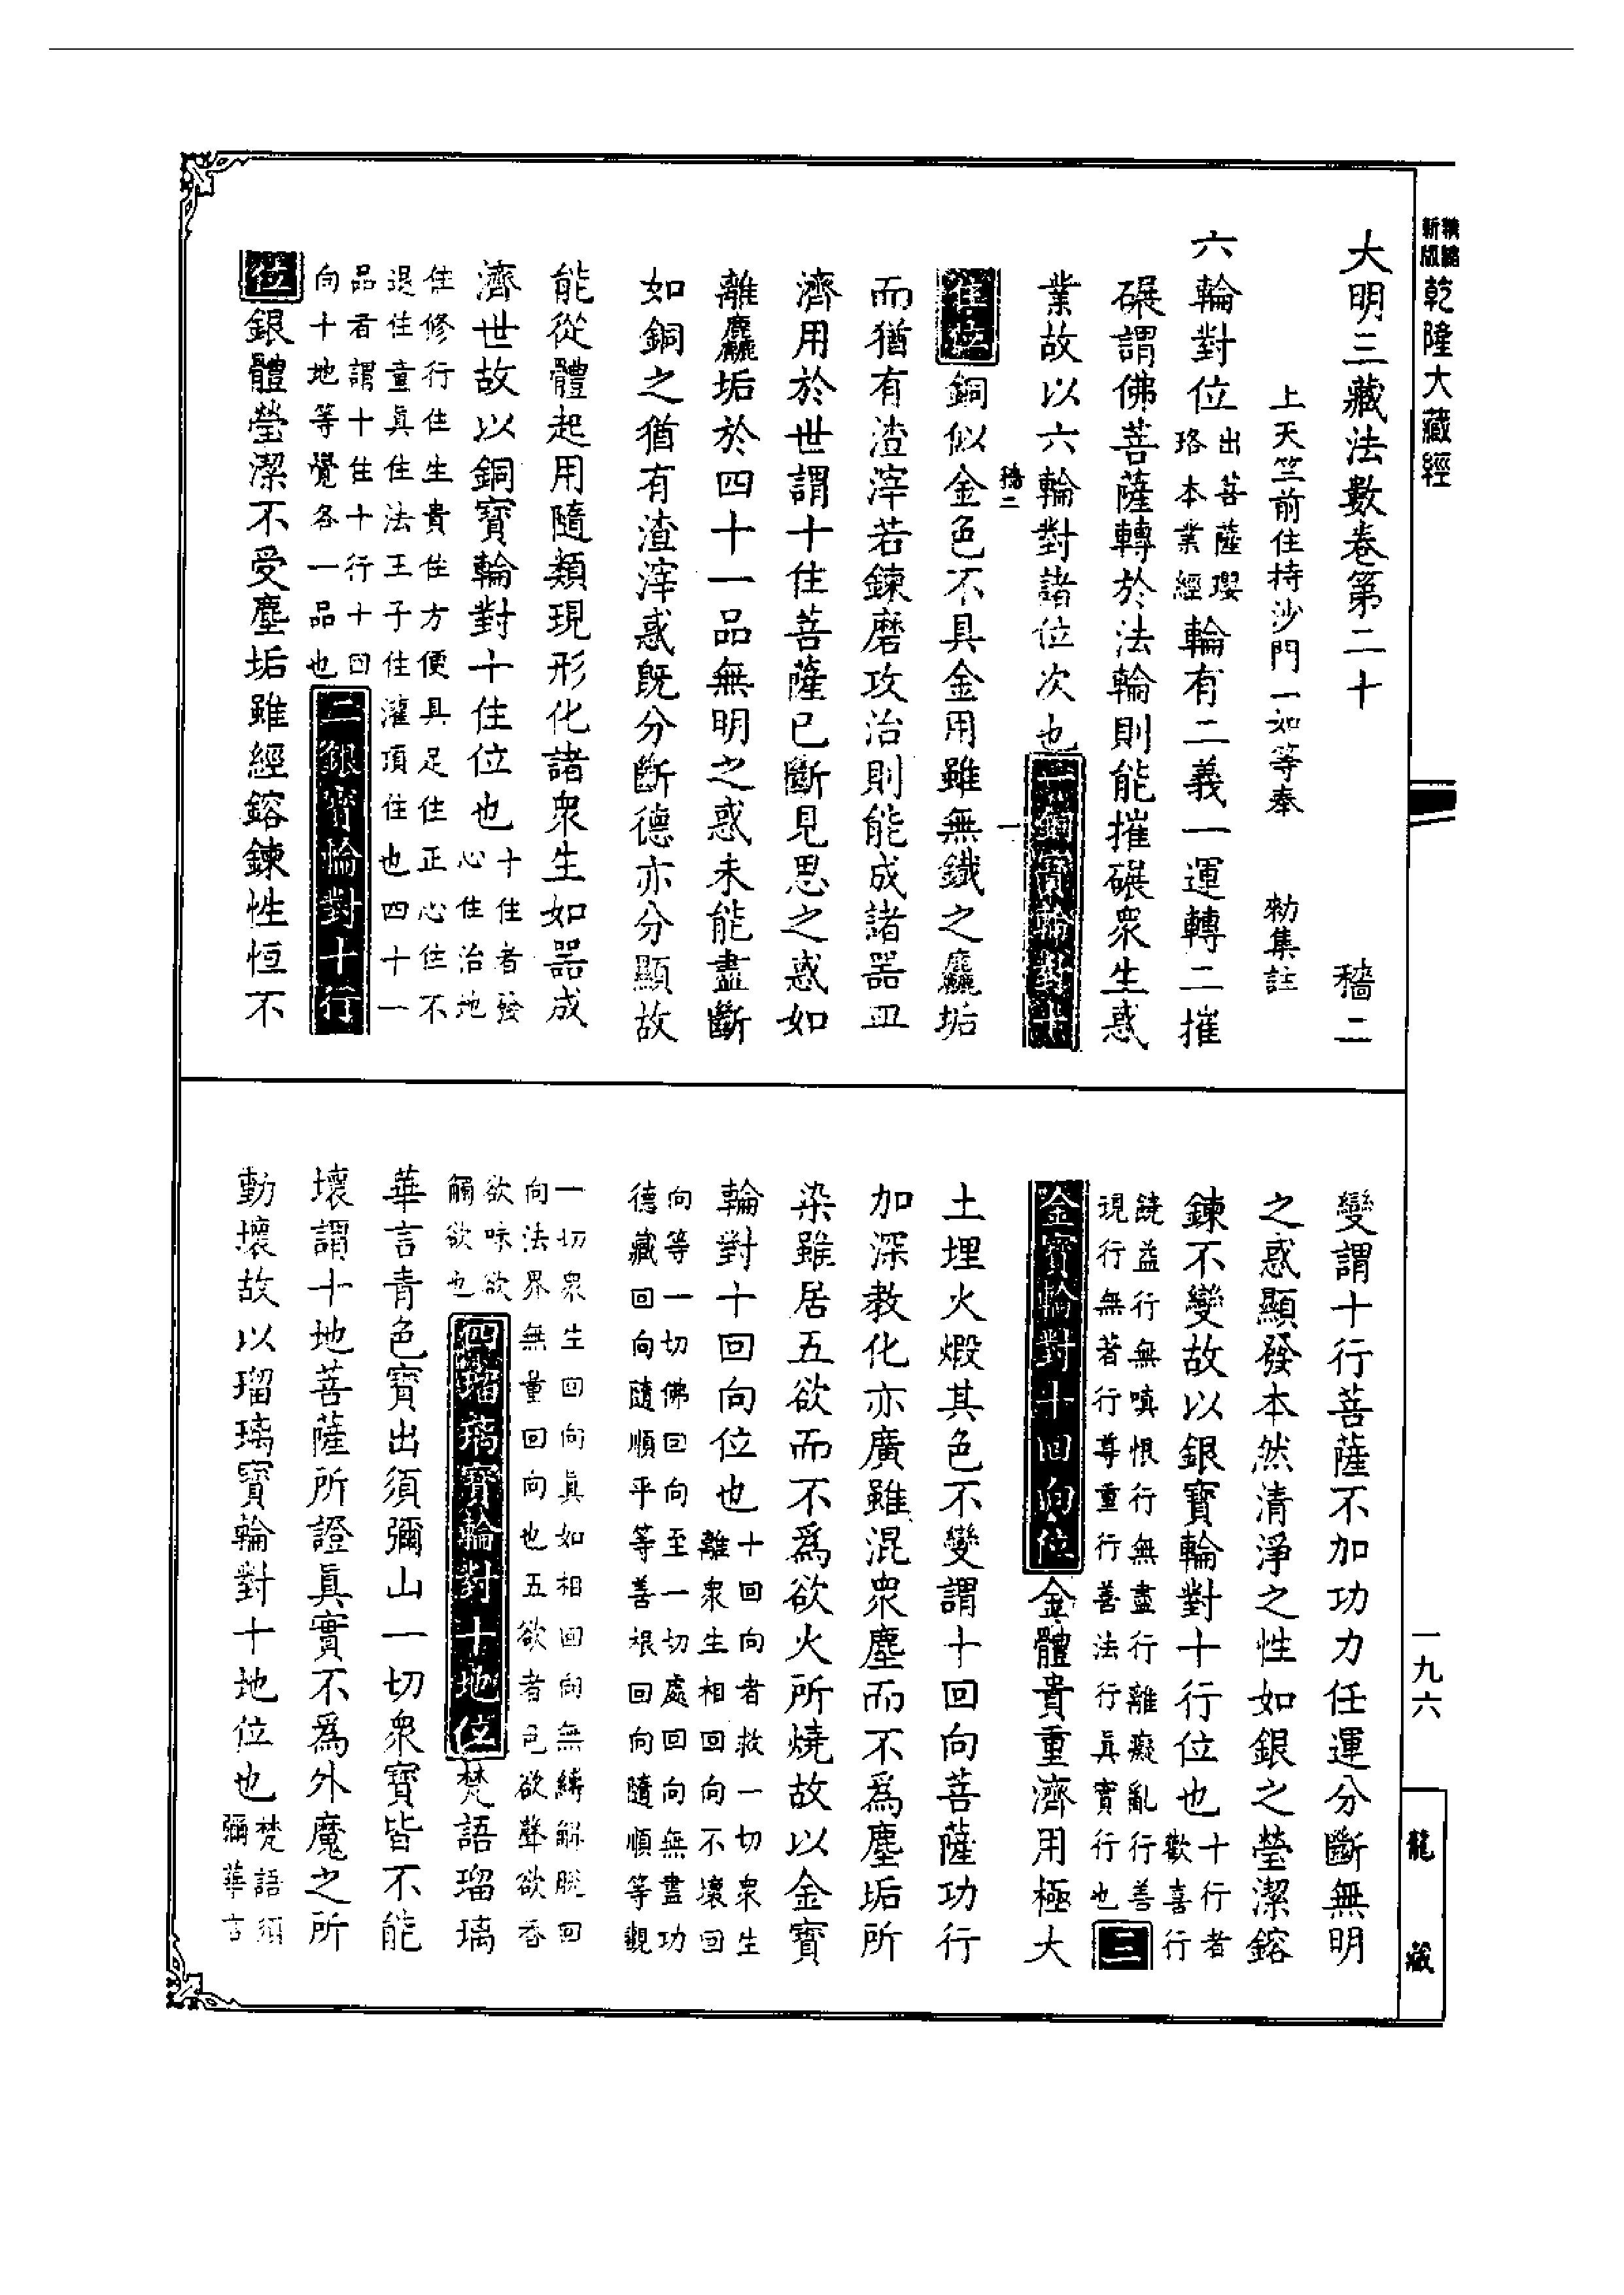 乾隆大藏經
新版
大明三藏法數卷第二十　穡二
上天竺前住持沙門一如等奉　勅集註
六輪對位出菩薩瓔珞本業經輪有二義一運轉二摧
碾謂佛菩薩轉於法輪則能摧碾衆生惑
業故以六輪對諸位次也一銅寳輪對十
穡二　一
住位銅似金色不具金用雖無鐵之麤垢
而猶有渣滓若鍊磨攻治則能成諸器皿
濟用於世謂十住菩薩已斷見思之惑如
離麤垢於四十一品無明之惑未能盡斷
如銅之猶有渣滓惑旣分斷德亦分顯故
能從體起用隨類現形化諸衆生如器成
濟世故以銅寳輪對十住位也十住者發心住治地
住修行住生貴住方便具足住正心住不
退住童眞住法王子住灌頂住也四十一
品者謂十住十行十回
向十地等覺各一品也二銀寳輪對十行
位銀體瑩潔不受塵垢雖經鎔鍊性恒不
變謂十行菩薩不加功力任運分斷無明
之惑顯發本然清淨之性如銀之瑩潔鎔
鍊不變故以銀寳輪對十行位也十行者歡喜行
饒益行無嗔恨行無盡行離癡亂行善
現行無著行尊重行善法行眞實行也三
金寳輪對十回向位金體貴重濟用極大
土埋火煅其色不變謂十回向菩薩功行
加深教化亦廣雖混衆塵而不爲塵垢所
染雖居五欲而不爲欲火所燒故以金寳
輪對十回向位也十回向者救一切衆生離衆生相回向不壞回
向等一切佛回向至一切處回向無盡功
德藏回向隨順平等善根回向隨順等觀
一切衆生回向眞如相回向無縛解脫回
向法界無量回向也五欲者色欲聲欲香
欲味欲
觸欲也四瑠璃寳輪對十地位梵語瑠璃
華言青色寳出須彌山一切衆寳皆不能
壞謂十地菩薩所證眞實不爲外魔之所
動壞故以瑠璃寳輪對十地位也梵語須彌華言
一九六
龍藏